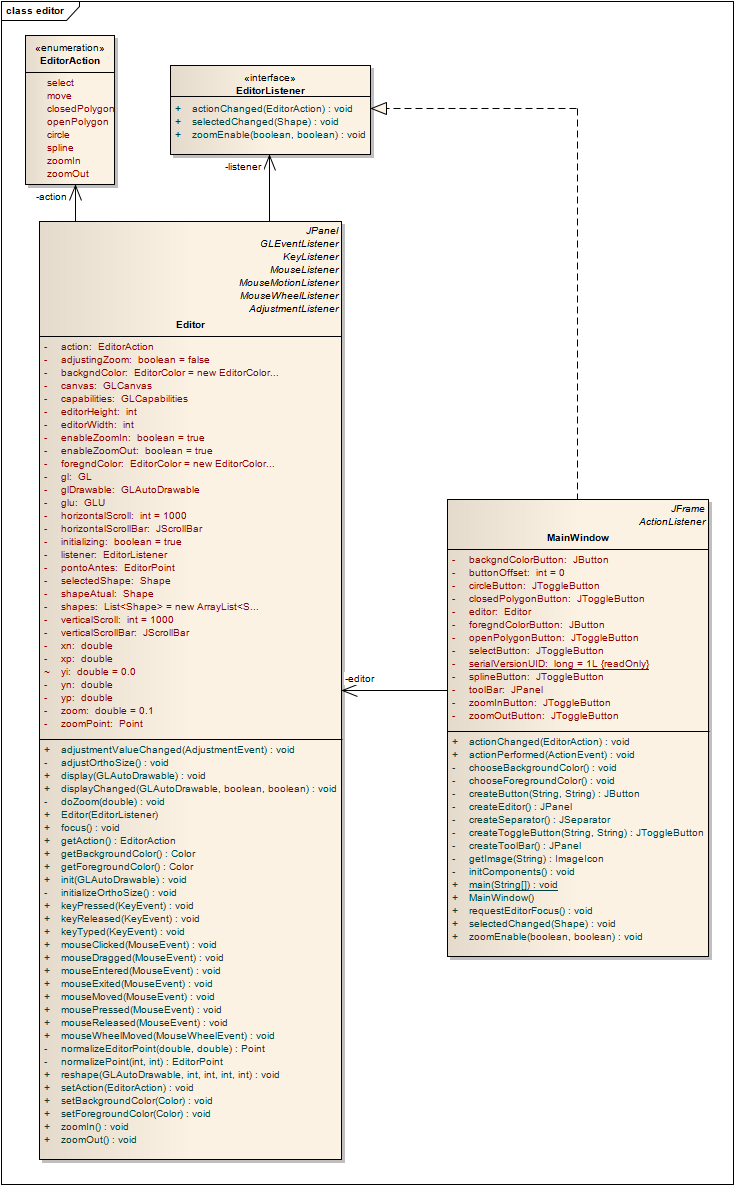 class editor
«enumeration»
EditorAction
select
move
closedPolygon
openPolygon
circle
spline
zoomIn
zoomOut
«interface»
EditorListener
+ actionChanged(EditorAction) : void
+ selectedChanged(Shape) : void
+ zoomEnable(boolean, boolean) : void
-action
-listener
JPanel
GLEventListener
KeyListener
MouseListener
MouseMotionListener
MouseWheelListener
AdjustmentListener
Editor
- action: EditorAction
- adjustingZoom: boolean = false
- backgndColor: EditorColor = new EditorColor...
- canvas: GLCanvas
- capabilities: GLCapabilities
- editorHeight: int
- editorWidth: int
- enableZoomIn: boolean = true
- enableZoomOut: boolean = true
- foregndColor: EditorColor = new EditorColor...
- gl: GL
- glDrawable: GLAutoDrawable
- glu: GLU
- horizontalScroll: int = 1000
- horizontalScrollBar: JScrollBar
- initializing: boolean = true
- listener: EditorListener
- pontoAntes: EditorPoint
- selectedShape: Shape
- shapeAtual: Shape
- shapes: List<Shape> = new ArrayList<S...
- verticalScroll: int = 1000
- verticalScrollBar: JScrollBar
- xn: double
- xp: double
~ yi: double = 0.0
- yn: double
- yp: double
- zoom: double = 0.1
- zoomPoint: Point
+ adjustmentValueChanged(AdjustmentEvent) : void
- adjustOrthoSize() : void
+ display(GLAutoDrawable) : void
+ displayChanged(GLAutoDrawable, boolean, boolean) : void
- doZoom(double) : void
+ Editor(EditorListener)
+ focus() : void
+ getAction() : EditorAction
+ getBackgroundColor() : Color
+ getForegroundColor() : Color
+ init(GLAutoDrawable) : void
- initializeOrthoSize() : void
+ keyPressed(KeyEvent) : void
+ keyReleased(KeyEvent) : void
+ keyTyped(KeyEvent) : void
+ mouseClicked(MouseEvent) : void
+ mouseDragged(MouseEvent) : void
+ mouseEntered(MouseEvent) : void
+ mouseExited(MouseEvent) : void
+ mouseMoved(MouseEvent) : void
+ mousePressed(MouseEvent) : void
+ mouseReleased(MouseEvent) : void
+ mouseWheelMoved(MouseWheelEvent) : void
- normalizeEditorPoint(double, double) : Point
- normalizePoint(int, int) : EditorPoint
+ reshape(GLAutoDrawable, int, int, int, int) : void
+ setAction(EditorAction) : void
+ setBackgroundColor(Color) : void
+ setForegroundColor(Color) : void
+ zoomIn() : void
+ zoomOut() : void
-editor
JFrame
ActionListener
MainWindow
- backgndColorButton: JButton
- buttonOffset: int = 0
- circleButton: JToggleButton
- closedPolygonButton: JToggleButton
- editor: Editor
- foregndColorButton: JButton
- openPolygonButton: JToggleButton
- selectButton: JToggleButton
- serialVersionUID: long = 1L {readOnly}
- splineButton: JToggleButton
- toolBar: JPanel
- zoomInButton: JToggleButton
- zoomOutButton: JToggleButton
+ actionChanged(EditorAction) : void
+ actionPerformed(ActionEvent) : void
- chooseBackgroundColor() : void
- chooseForegroundColor() : void
- createButton(String, String) : JButton
- createEditor() : JPanel
- createSeparator() : JSeparator
- createToggleButton(String, String) : JToggleButton
- createToolBar() : JPanel
- getImage(String) : ImageIcon
- initComponents() : void
+ main(String[]) : void
+ MainWindow()
+ requestEditorFocus() : void
+ selectedChanged(Shape) : void
+ zoomEnable(boolean, boolean) : void